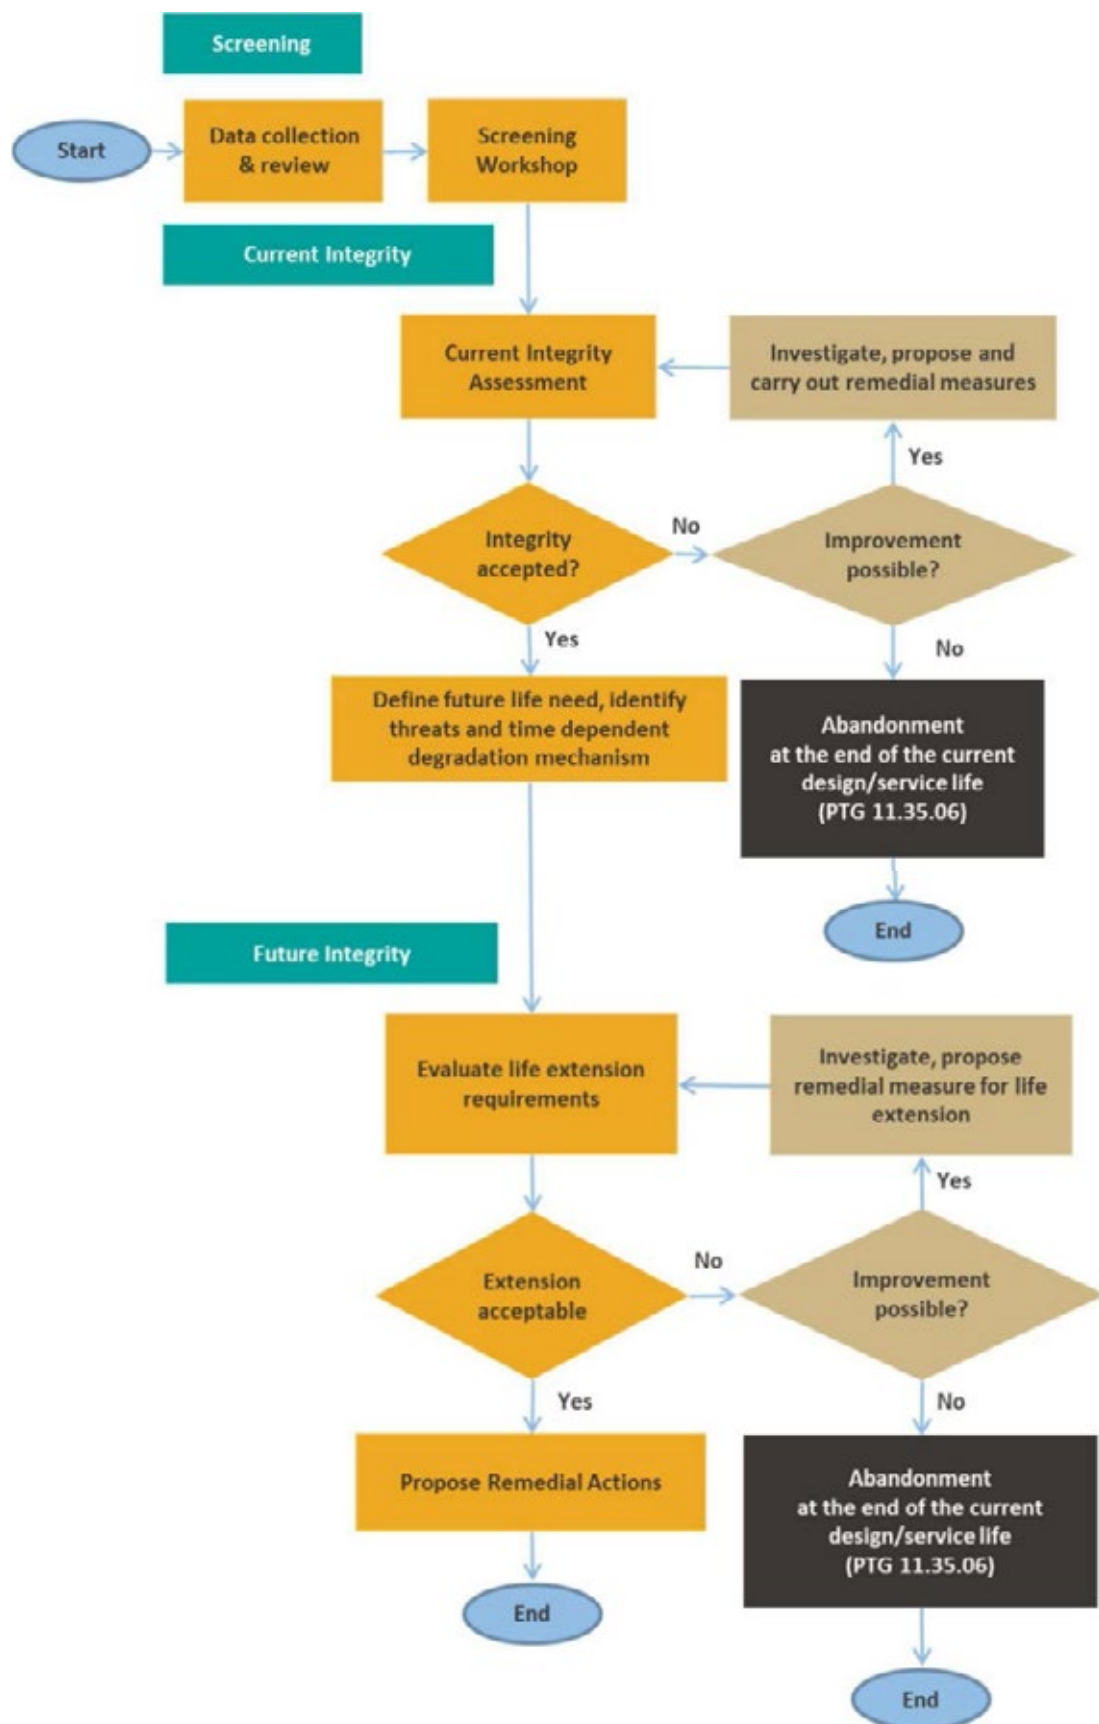 Screening
Start
Data collection
& review
Screening
Workshop
Current Integrity
Current Integrity
Assessment
Investigate, propose and
carry out remedial measures
Yes
Integrity
accepted?
No
Improvement
possible?
Yes
No
Define future life need, identify
threats and time dependent
degradation mechanism
Abandonment
at the end of the current
design/service life
(PTG 11.35.06)
End
Future Integrity
Evaluate life extension
requirements
Investigate, propose
remedial measure for life
extension
Yes
Extension
acceptable
No
Improvement
possible?
Yes
No
Propose Remedial Actions
Abandonment
at the end of the current
design/service life
(PTG 11.35.06)
End
End